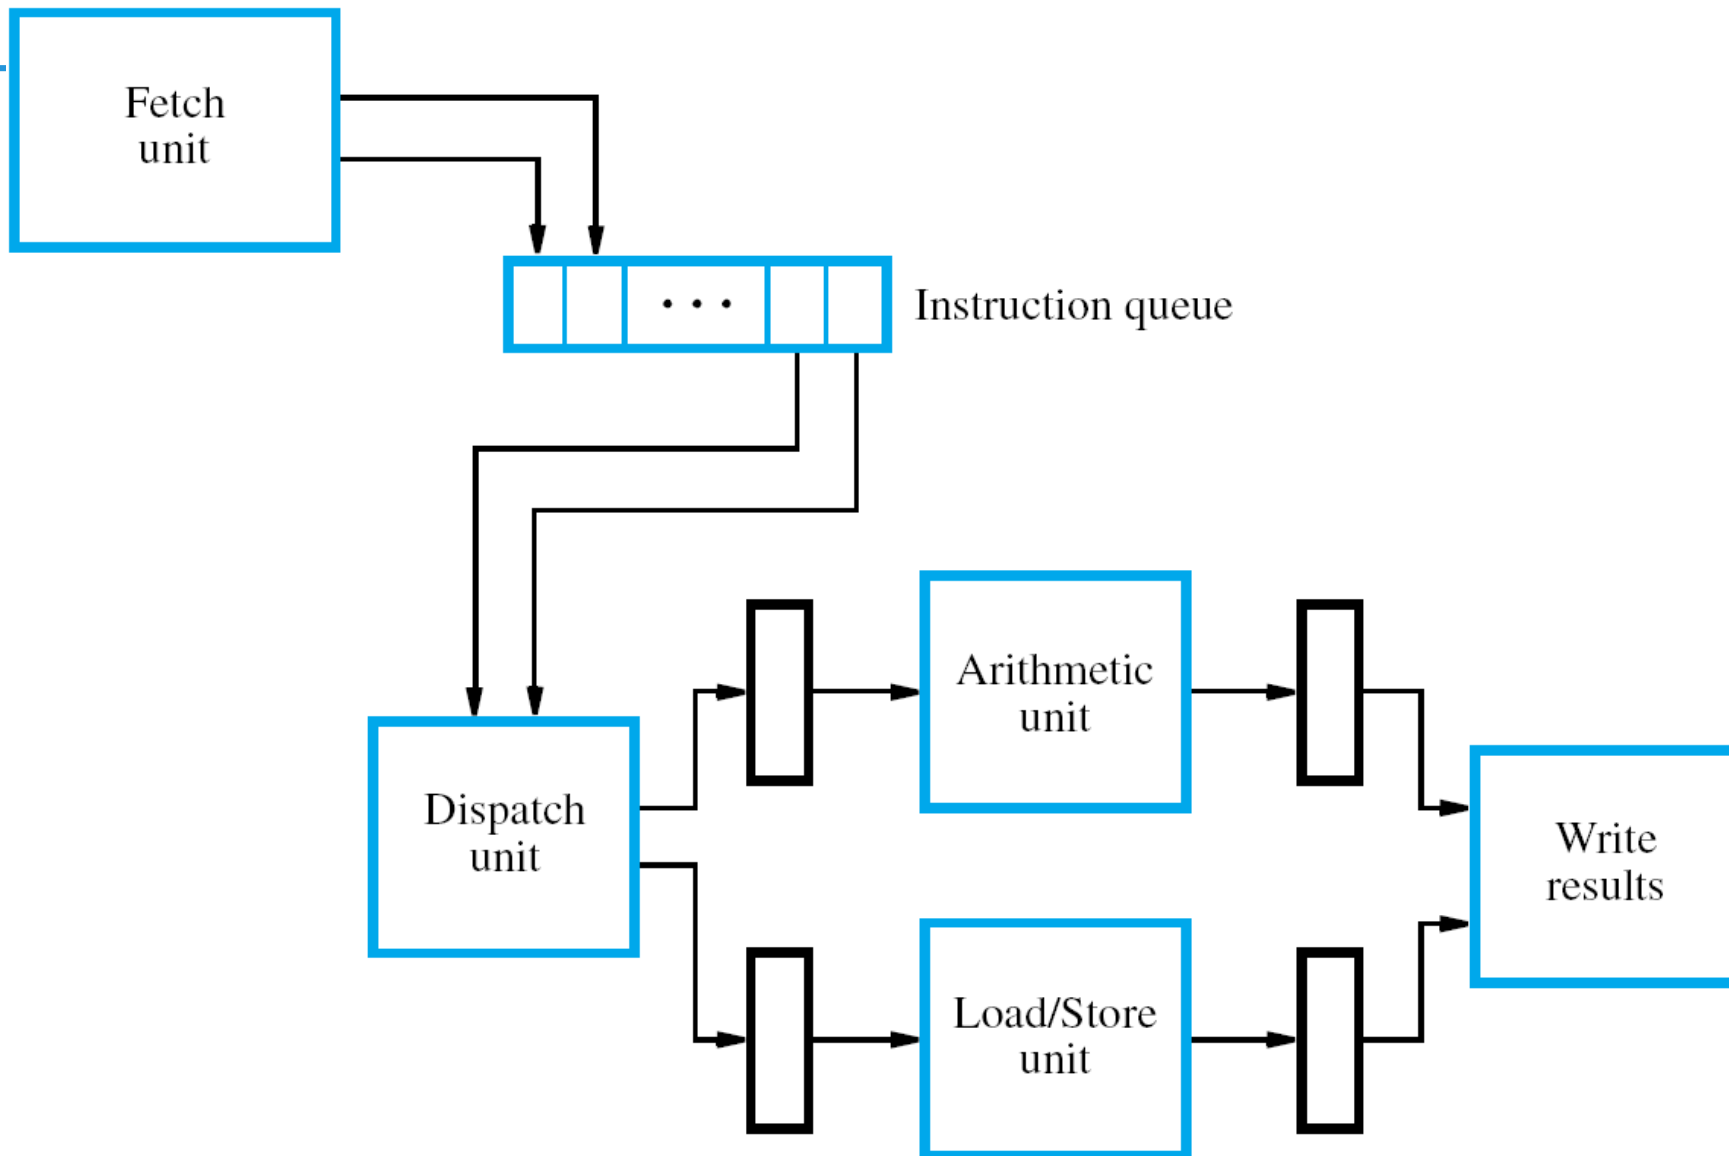 Fetch
unit
Instruction queue
Arithmetic
unit
Dispatch
unit
Write
results
Load/Store
unit